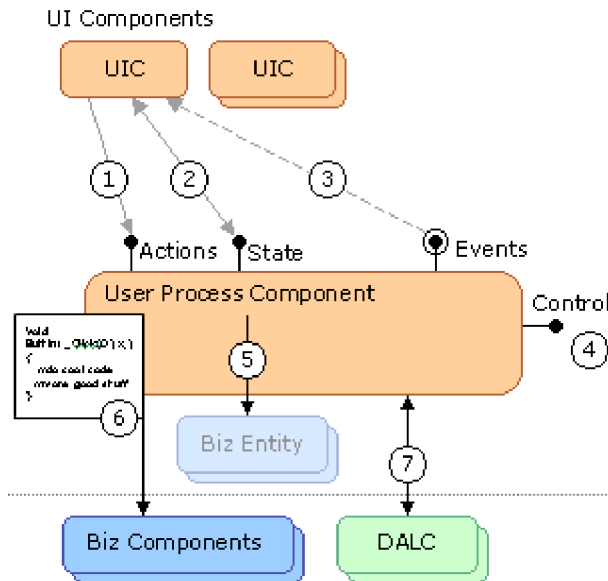 UI Components
UIC
UIC
1
2
3
Actions
State
Events
User Process Component
Control
4
5
6
Biz Entity
7
Biz Components
DALC